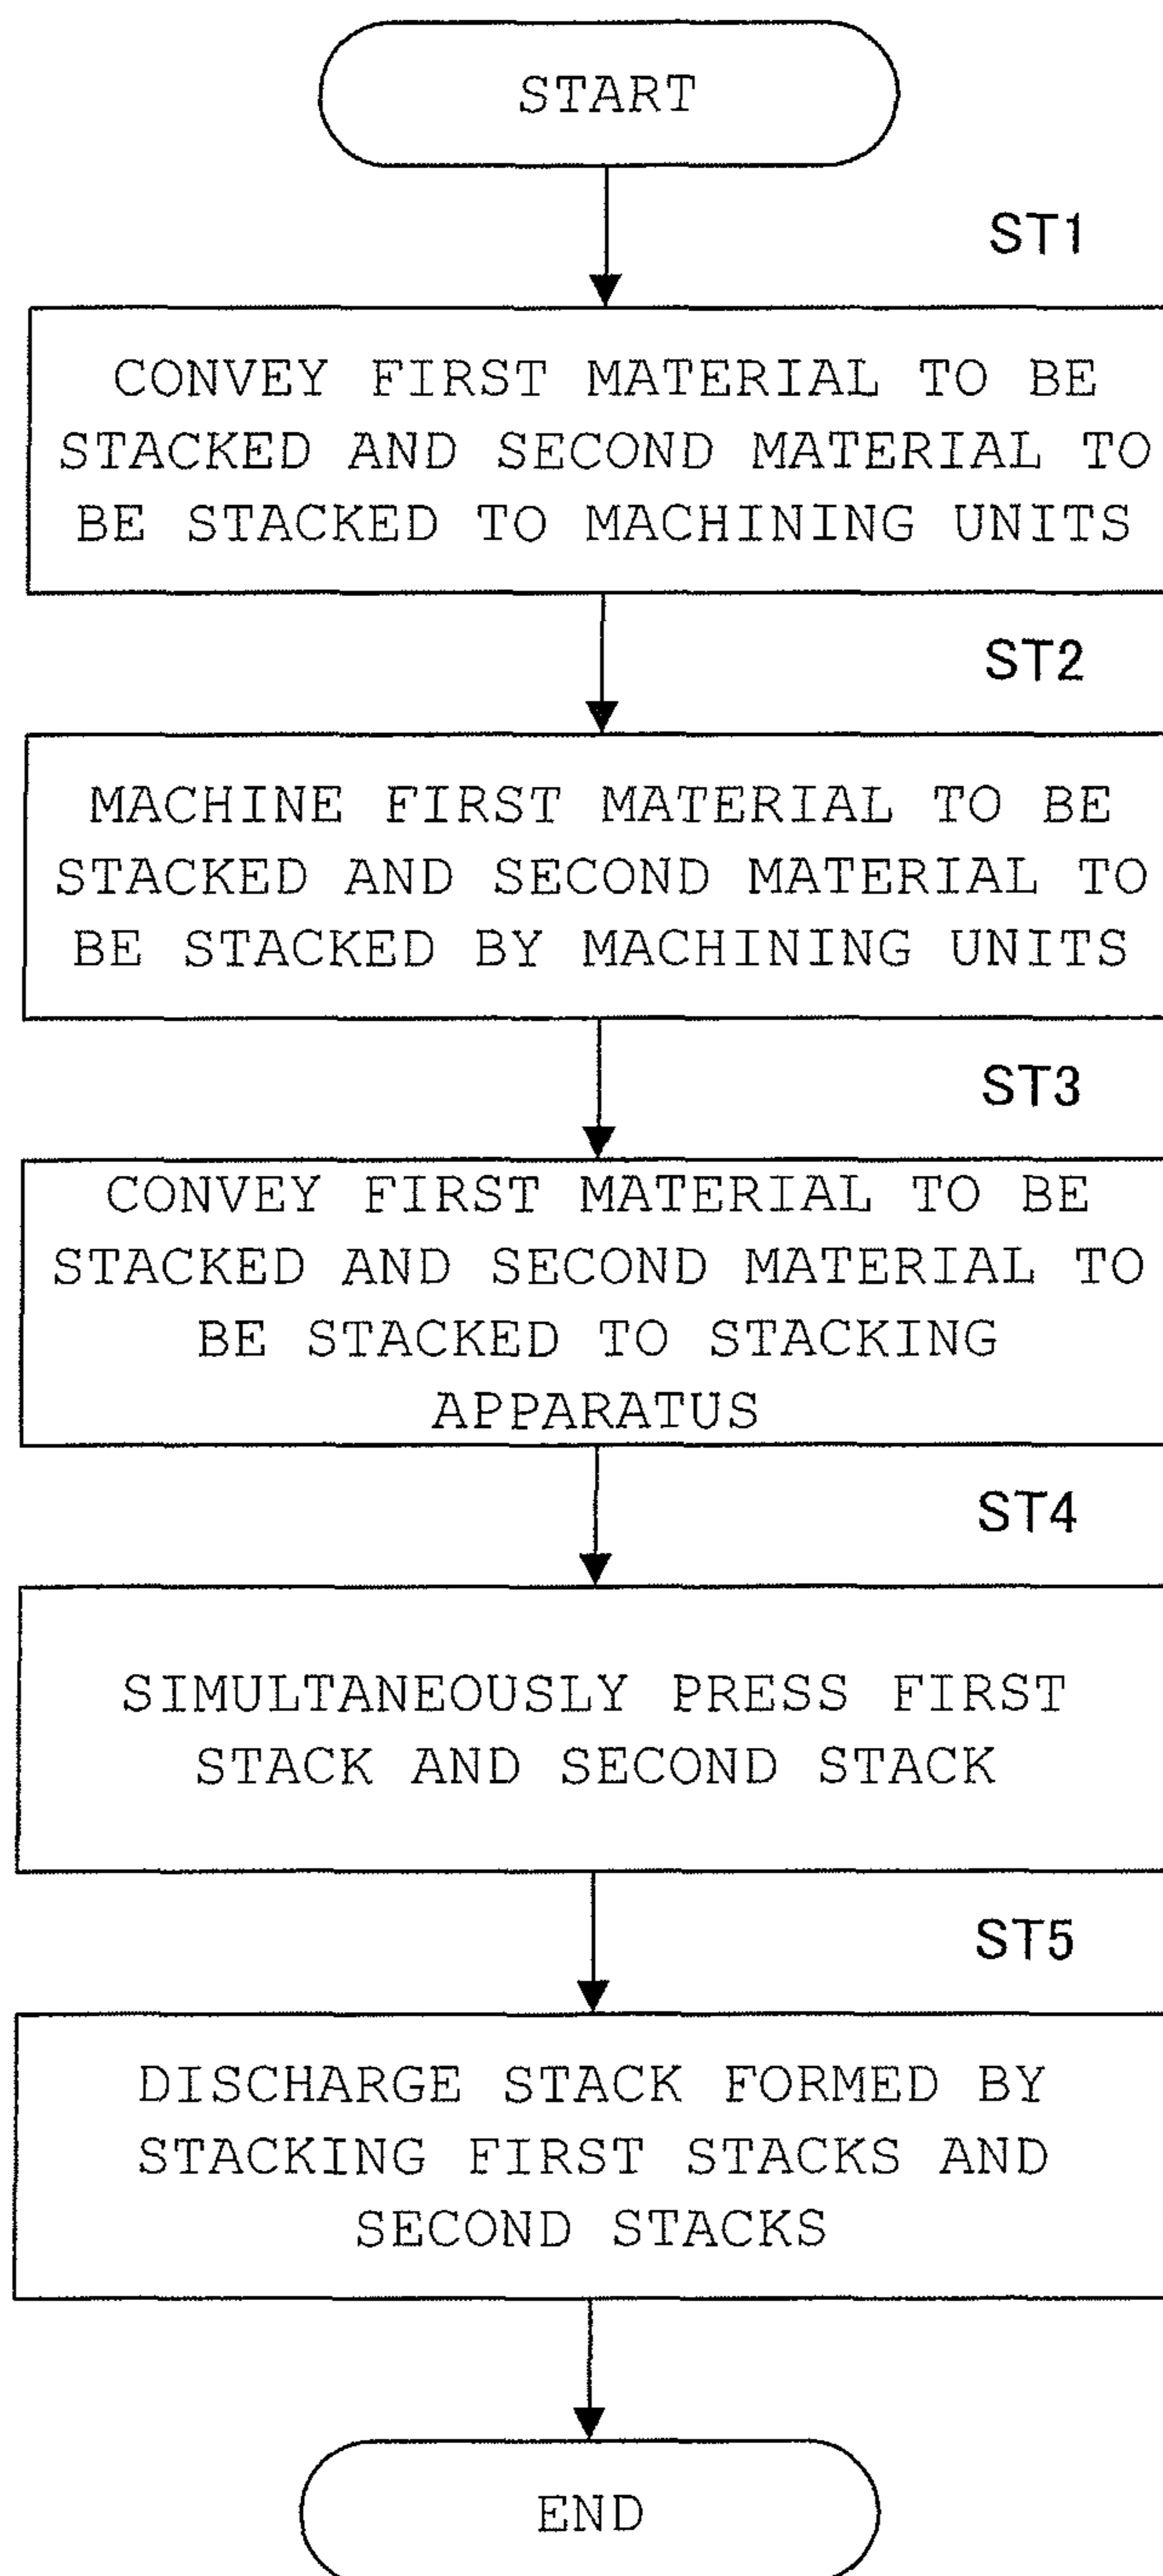 START
ST1
CONVEY FIRST MATERIAL TO BE
STACKED AND SECOND MATERIAL TO
BE STACKED TO MACHINING UNITS
ST2
MACHINE FIRST MATERIAL TO BE
STACKED AND SECOND MATERIAL TO
BE STACKED BY MACHINING UNITS
ST3
CONVEY FIRST MATERIAL TO BE
STACKED AND SECOND MATERIAL TO
BE STACKED TO STACKING
APPARATUS
ST4
SIMULTANEOUSLY PRESS FIRST
STACK AND SECOND STACK
ST5
DISCHARGE STACK FORMED BY
STACKING FIRST STACKS AND
SECOND STACKS
END